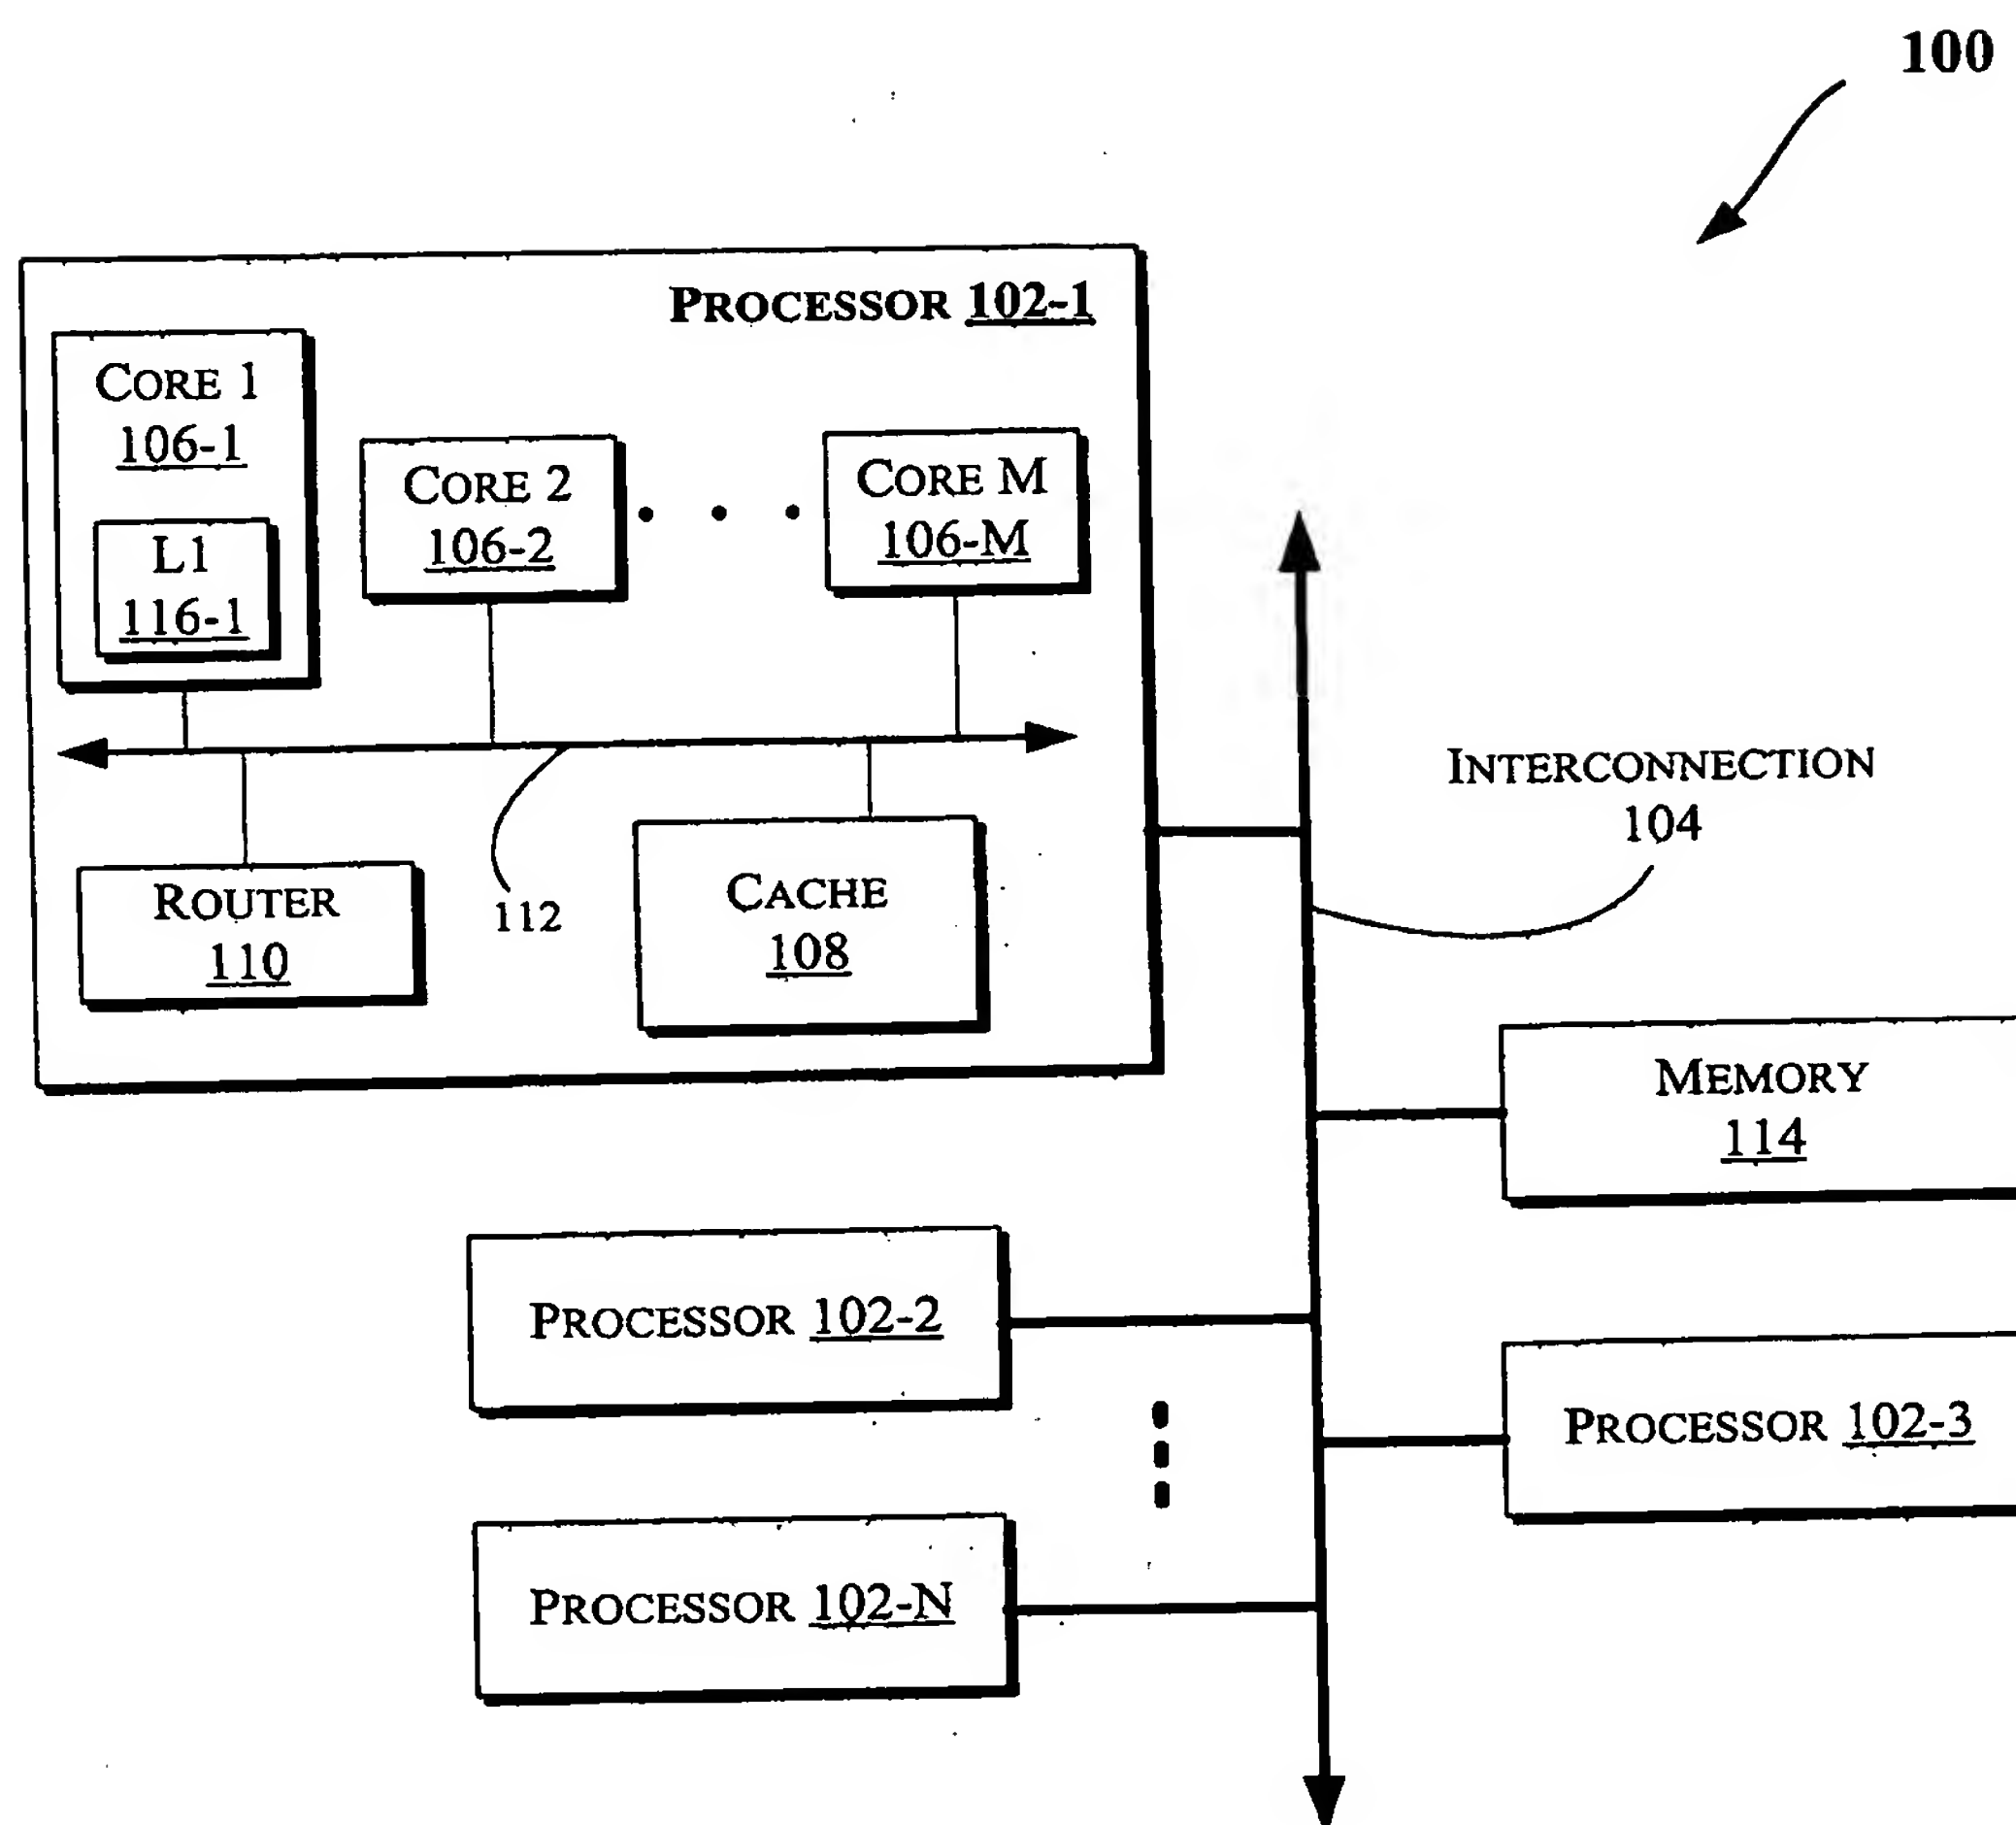 100
PROCESSOR 102-1
CORE 1
106-1
L1
116-1
CORE 2
106-2
CORE M
106-M
112
ROUTER
110
CACHE
108
INTERCONNECTION
104
MEMORY
114
PROCESSOR 102-2
PROCESSOR 102-3
PROCESSOR 102-N